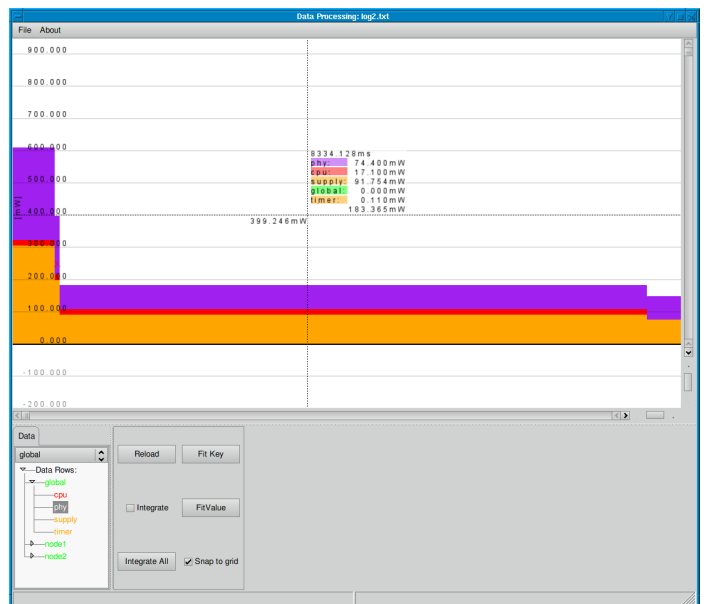 Data Processing: log2.txt
File About
900.000
800.000
700.000
600.000
500.000
400.000
300.000
200.000
100.000
0.000
-100.000
-200.000
[mW]
8334.128ms
phy: 74.400mW
cpu: 17.100mW
supply: 91.754mW
global: 0.000mW
timer: 0.110mW
183.365mW
399.246mW
Data
global
Data Rows:
global
cpu
phy
supply
timer
node1
node2
Reload
Fit Key
Integrate
FitValue
Integrate All
Snap to grid